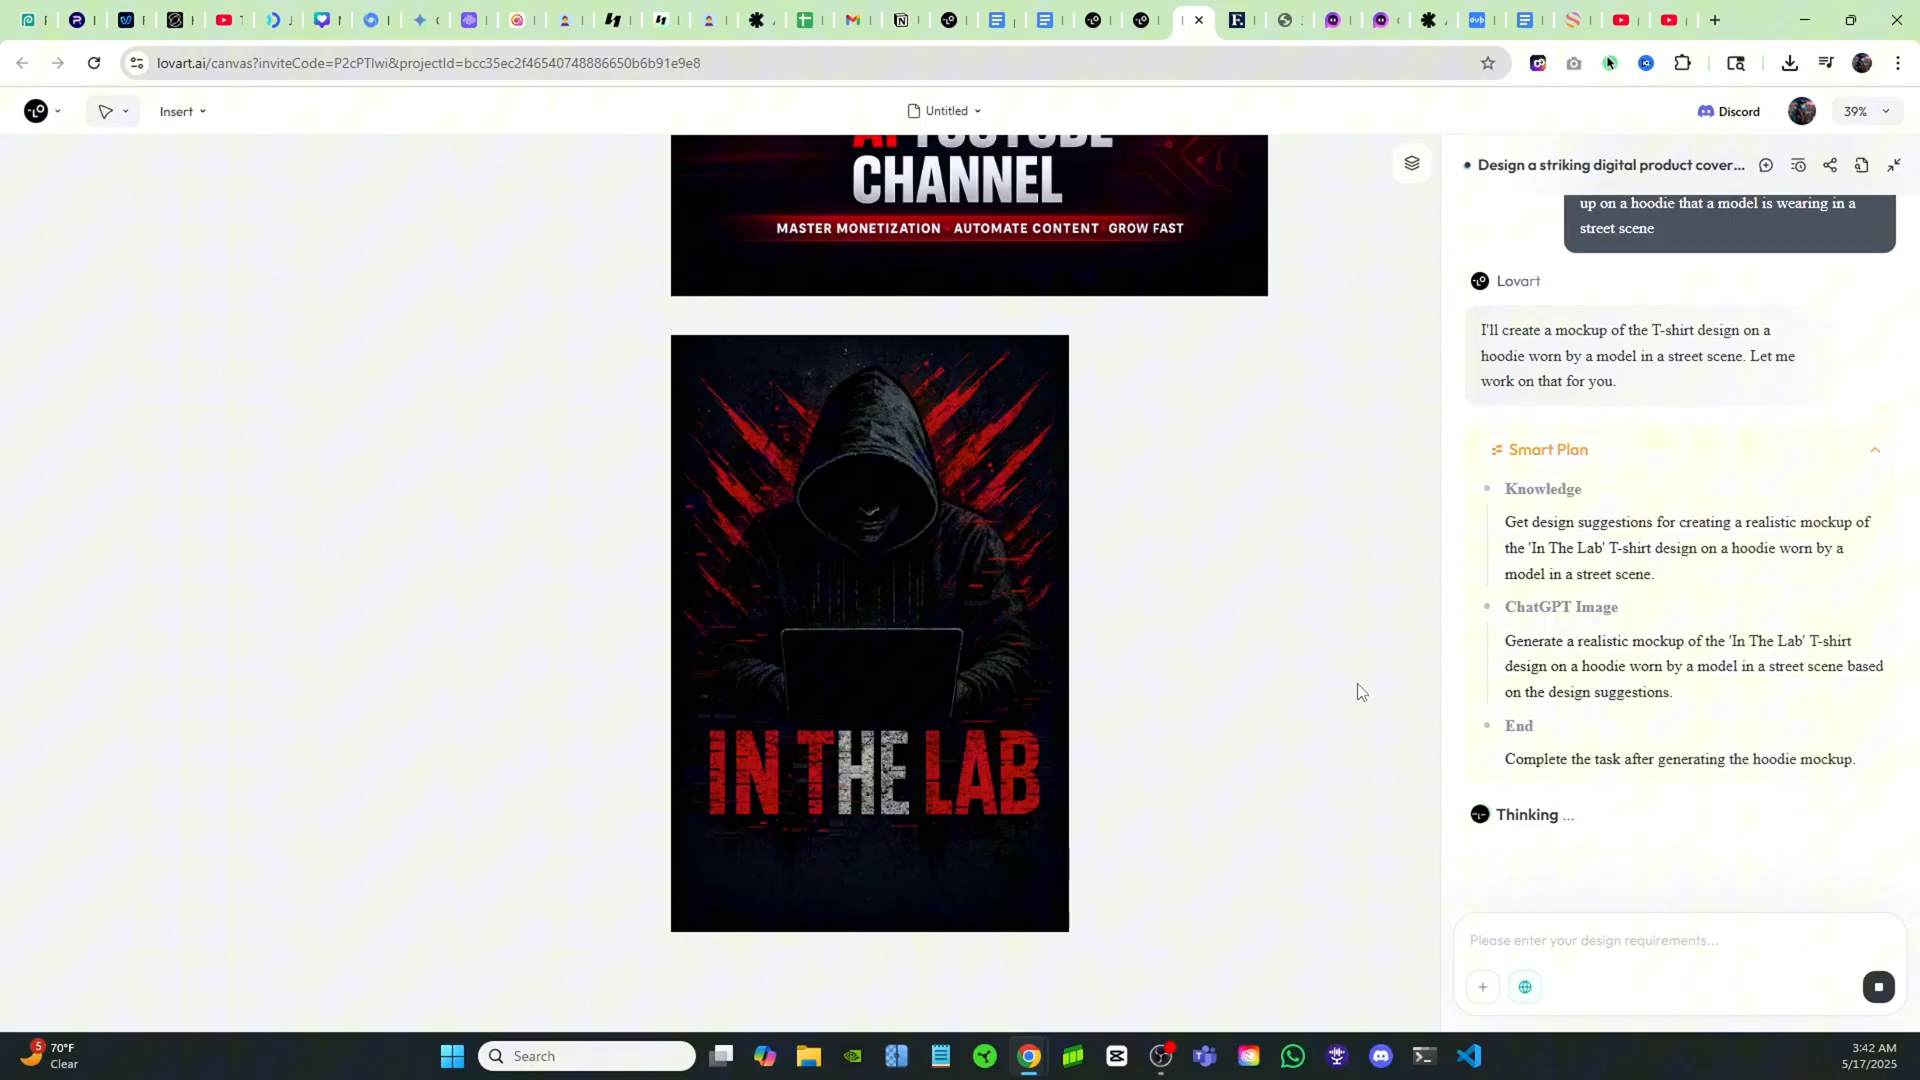 lovart.ai/canvas?inviteCode=P2cPTlwi&projectId=bcc35ec2f46540748886650b6b91e9e8
Insert
Untitled
Discord
39%
CHANNEL
MASTER MONETIZATION AUTOMATE CONTENT GROW FAST
IN THE LAB
Design a striking digital product cover...
up on a hoodie that a model is wearing in a
street scene
Lovart
I'll create a mockup of the T-shirt design on a
hoodie worn by a model in a street scene. Let me
work on that for you.
Smart Plan
Knowledge
Get design suggestions for creating a realistic mockup of
the 'In The Lab' T-shirt design on a hoodie worn by a
model in a street scene.
ChatGPT Image
Generate a realistic mockup of the 'In The Lab' T-shirt
design on a hoodie worn by a model in a street scene based
on the design suggestions.
End
Complete the task after generating the hoodie mockup.
Thinking ...
Please enter your design requirements...
5
70°F
Clear
Search
3:42 AM
5/17/2025